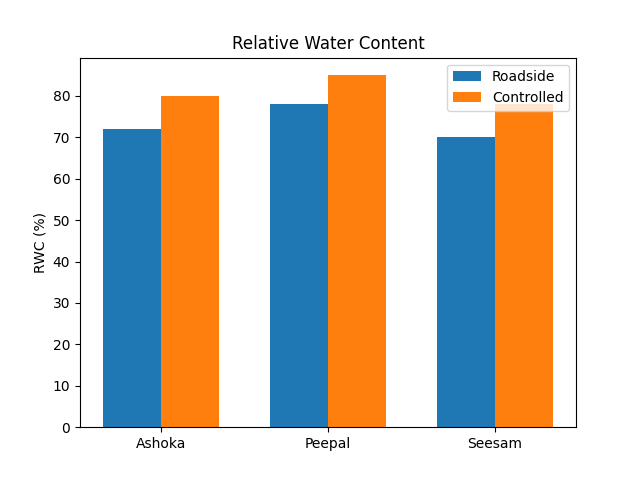 Relative Water Content
Roadside
Controlled
RWC (%)
80
70
60
50
40
30
20
10
0
Ashoka
Peepal
Seesam